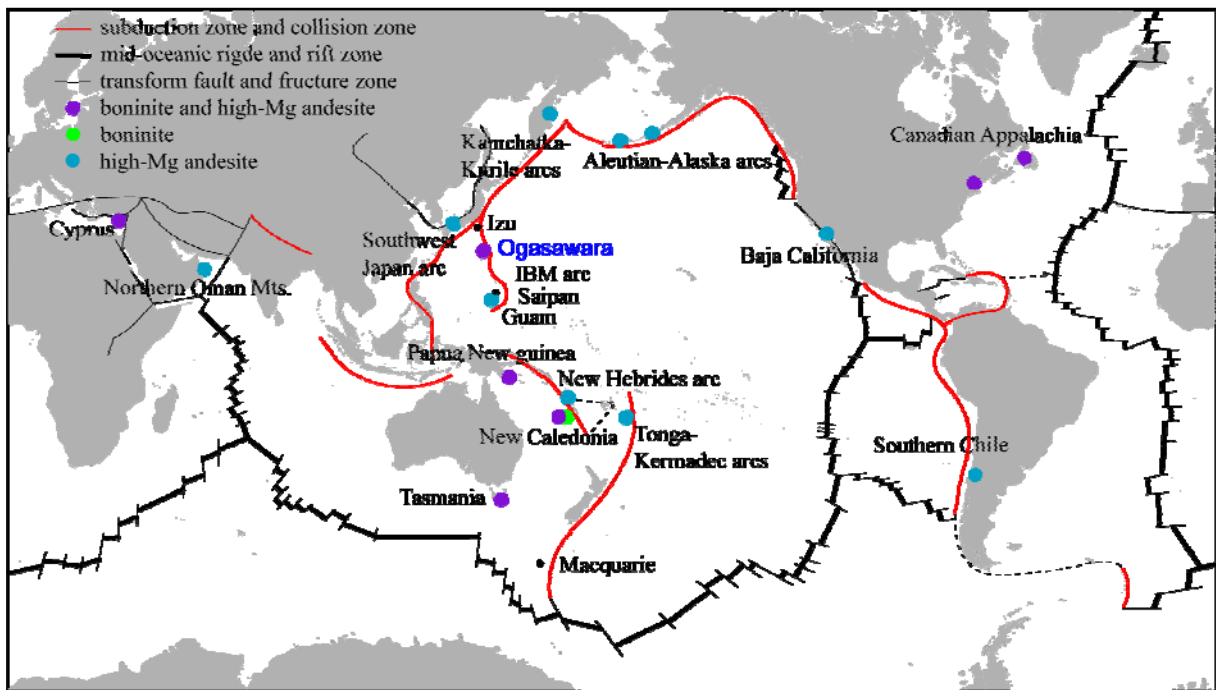 subduction zone and collision zone
mid-oceanic rigde and rift zone
transform fault and fructure zone
boninite and high-Mg andesite
boninite
high-Mg andesite
Canadian Appalachia
Kamchatka-
Kurile arcs
Aleutian-Alaska arcs
Cyprus
Izu
Southwest
Japan arc
Ogasawara
Baja California
IBM arc
Northern Oman Mts.
Saipan
Guam
Papua New guinea
New Hebrides arc
New Caledonia
Tonga-
Kermadec arcs
Southern Chile
Tasmania
Macquarie